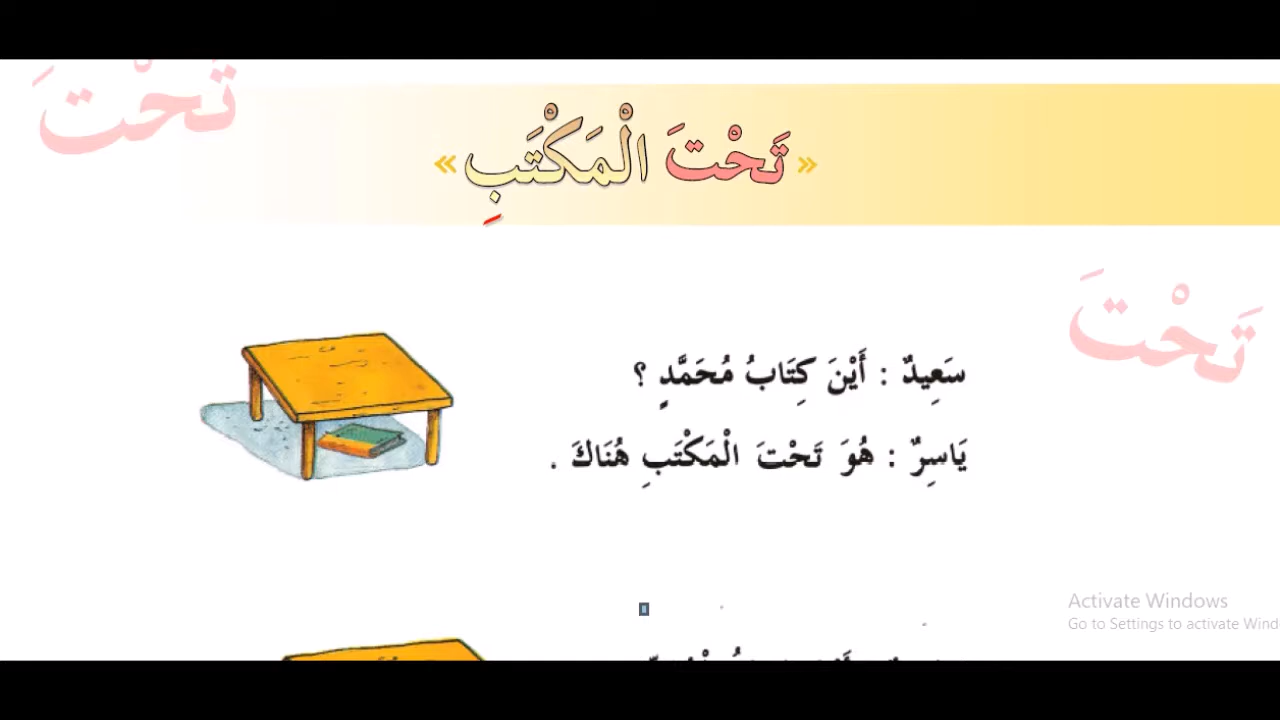 تَحْتَ
« تَحْتَ الْمَكْتَبِ »
تَحْتَ
سَعِيدٌ : أَيْنَ كِتَابُ مُحَمَّدٍ ؟
يَاسِرٌ : هُوَ تَحْتَ الْمَكْتَبِ هُنَاكَ .
Activate Windows
Go to Settings to activate Wind